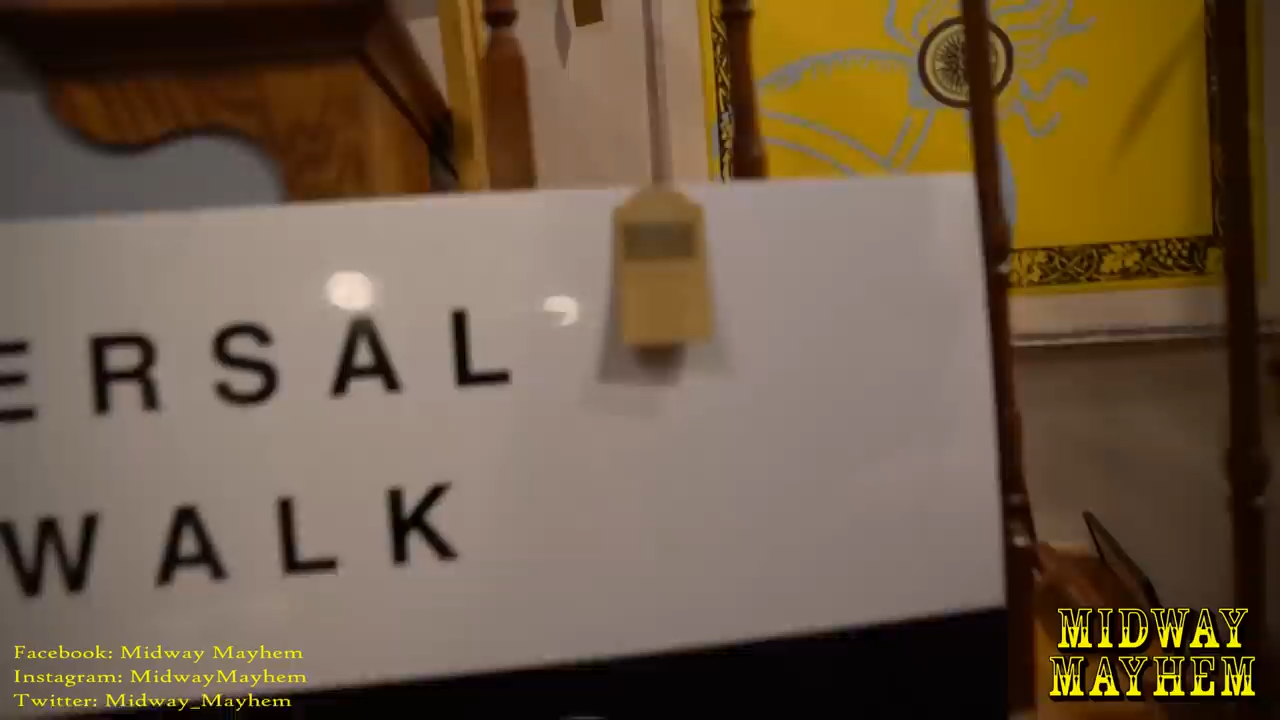 ERSAL
WALK
Facebook: Midway Mayhem
Instagram: MidwayMayhem
Twitter: Midway_Mayhem
MIDWAY
MAYHEM